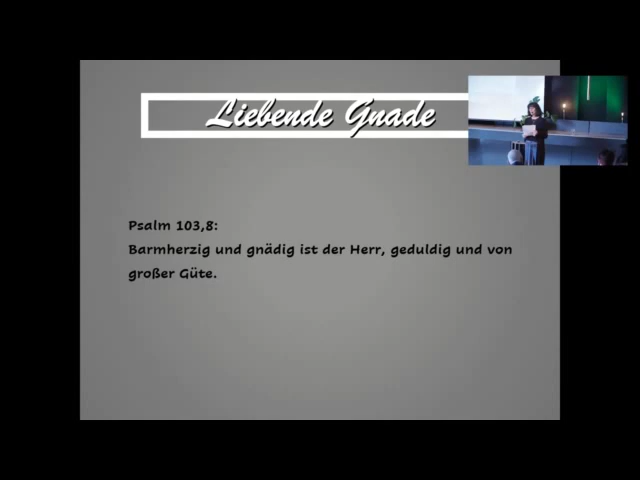 Liebende Gnade
Psalm 103,8:
Barmherzig und gnädig ist der Herr, geduldig und von
großer Güte.